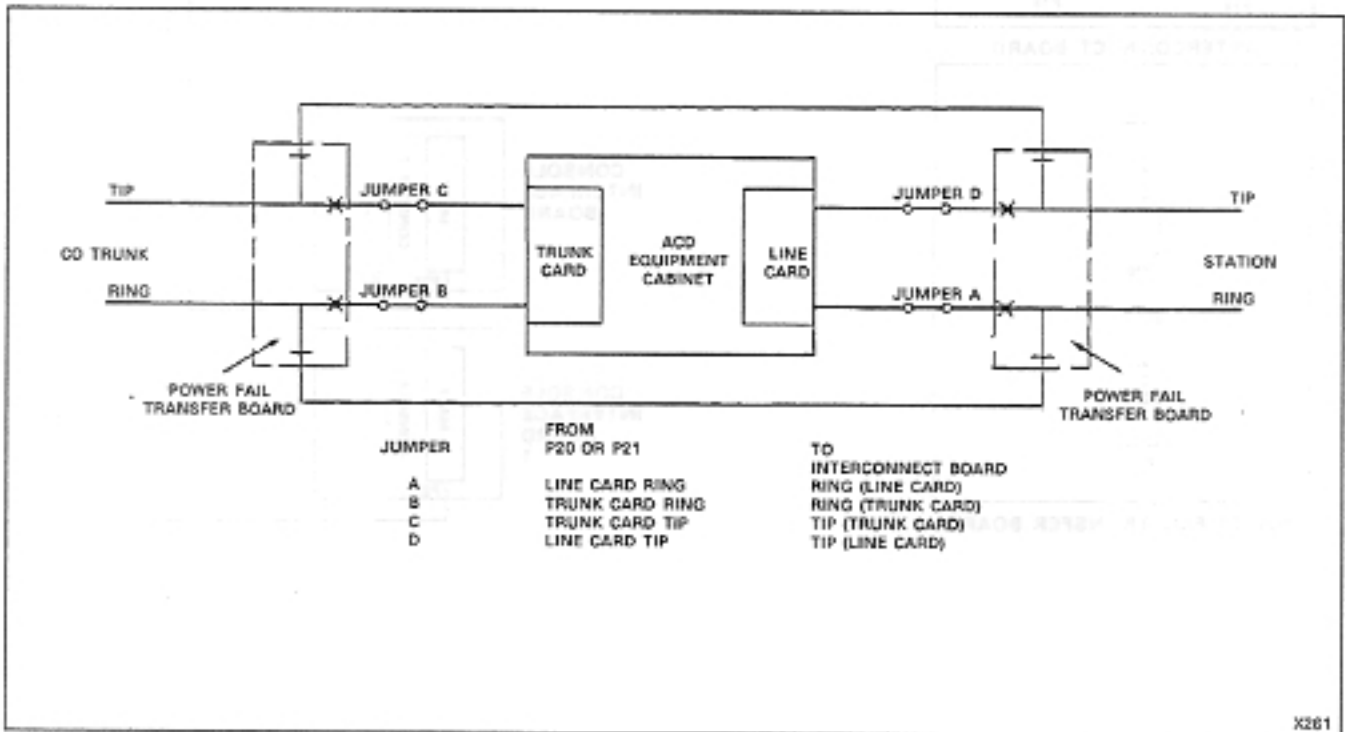 TIP
JUMPER C
JUMPER D
TIP
CO TRUNK
TRUNK
CARD
ACD
EQUIPMENT
CABINET
LINE
CARD
STATION
RING
JUMPER B
JUMPER A
RING
POWER FAIL
TRANSFER BOARD
POWER FAIL
TRANSFER BOARD
JUMPER
FROM
P20 OR P21
TO
INTERCONNECT BOARD
A LINE CARD RING RING (LINE CARD)
B TRUNK CARD RING RING (TRUNK CARD)
C TRUNK CARD TIP TIP (TRUNK CARD)
D LINE CARD TIP TIP (LINE CARD)
X261